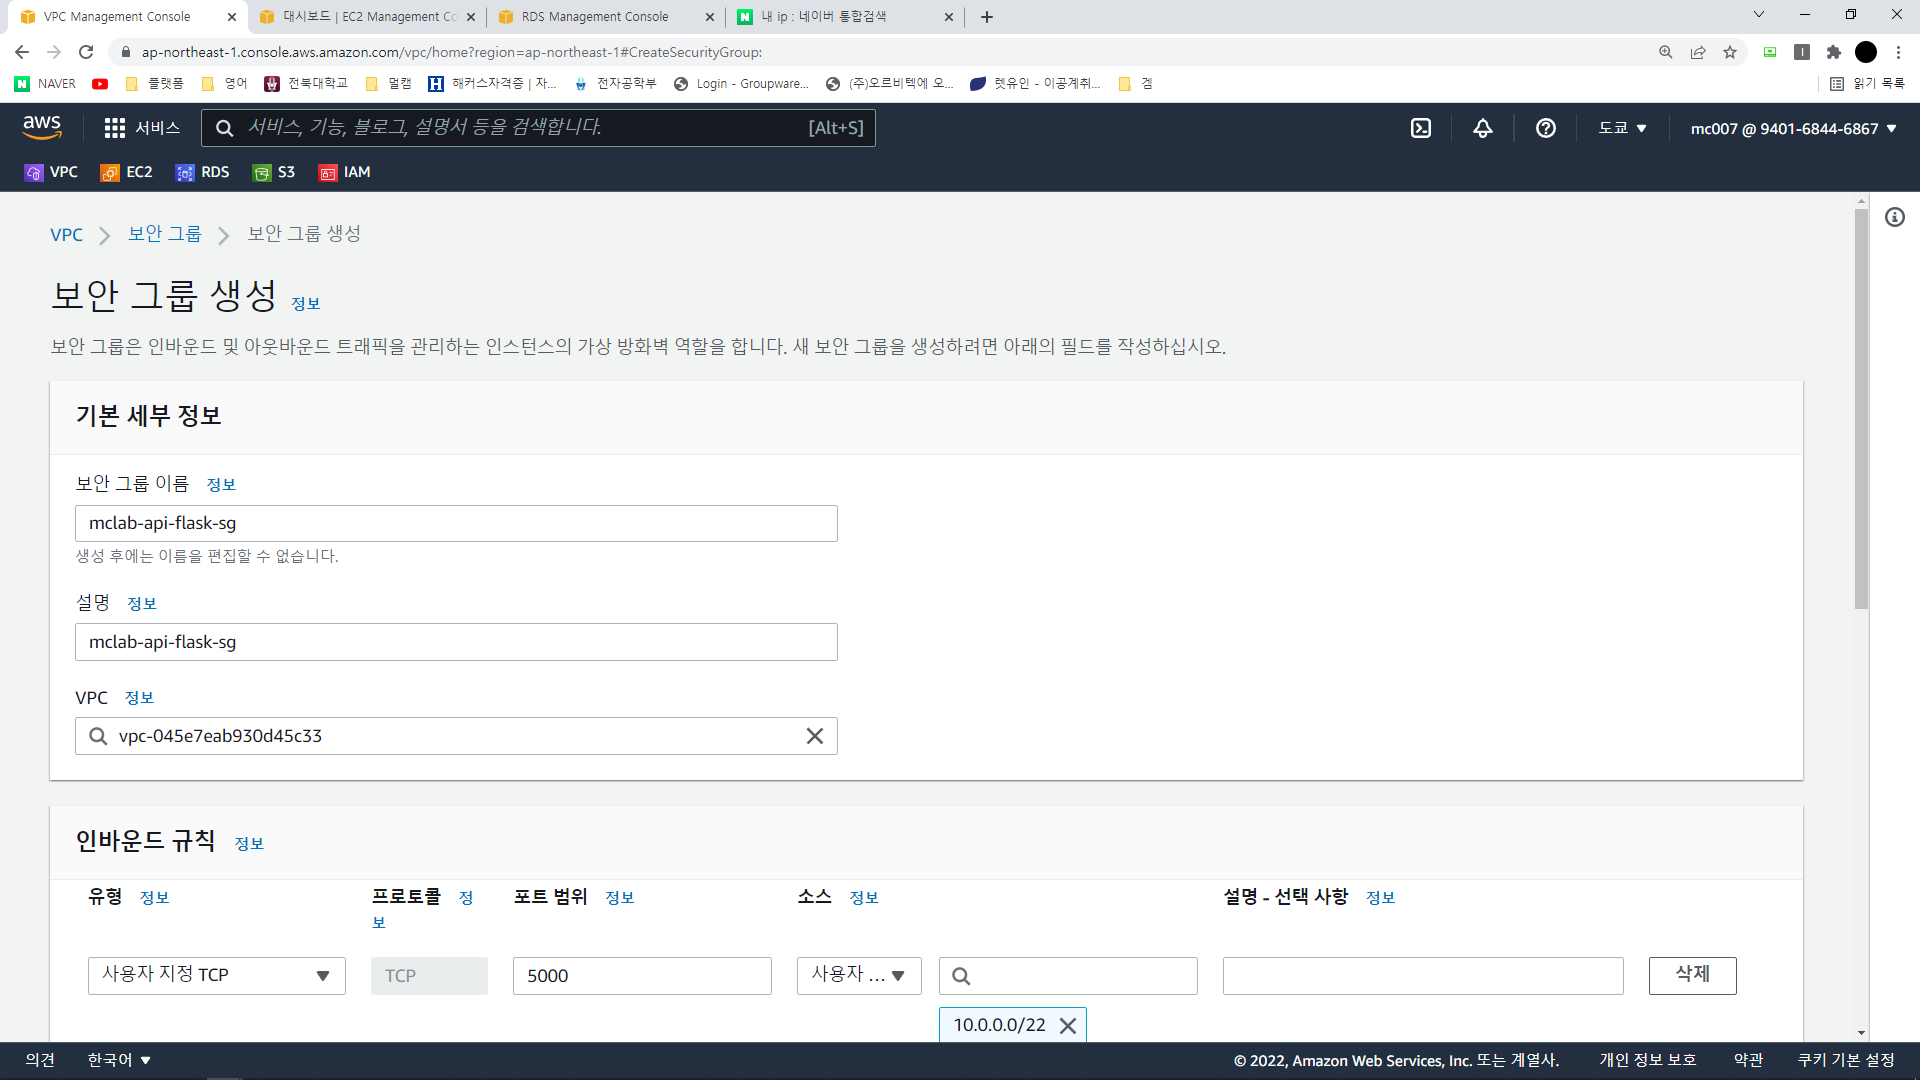 VPC Management Console
대시보드 | EC2 Management Co
RDS Management Console
내 ip : 네이버 통합검색
ap-northeast-1.console.aws.amazon.com/vpc/home?region=ap-northeast-1#CreateSecurityGroup:
NAVER 플랫폼 영어 전북대학교 멀캠 해커스자격증 | 자... 전자공학부 Login - Groupware... (주)오르비텍에 오... 렛유인 - 이공계취... 겜 읽기 목록
aws 서비스 서비스, 기능, 블로그, 설명서 등을 검색합니다. [Alt+S] 도쿄 mc007 @ 9401-6844-6867
VPC EC2 RDS S3 IAM
VPC 보안 그룹 보안 그룹 생성
보안 그룹 생성 정보
보안 그룹은 인바운드 및 아웃바운드 트래픽을 관리하는 인스턴스의 가상 방화벽 역할을 합니다. 새 보안 그룹을 생성하려면 아래의 필드를 작성하십시오.
기본 세부 정보
보안 그룹 이름 정보
mclab-api-flask-sg
생성 후에는 이름을 편집할 수 없습니다.
설명 정보
mclab-api-flask-sg
VPC 정보
vpc-045e7eab930d45c33
인바운드 규칙 정보
유형 정보 프로토콜 정보 포트 범위 정보 소스 정보 설명 - 선택 사항 정보
사용자 지정 TCP TCP 5000 사용자 ... 삭제
10.0.0.0/22
의견 한국어 © 2022, Amazon Web Services, Inc. 또는 계열사. 개인 정보 보호 약관 쿠키 기본 설정